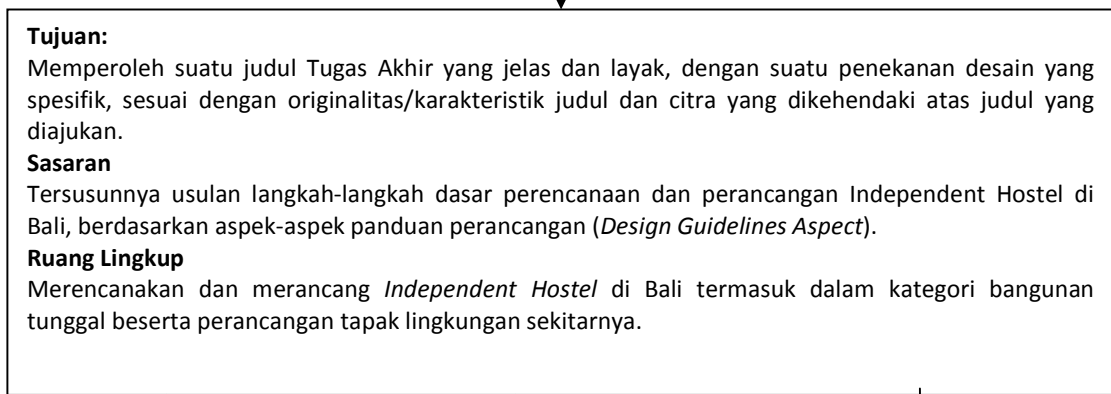 Tujuan:
Memperoleh suatu judul Tugas Akhir yang jelas dan layak, dengan suatu penekanan desain yang
spesifik, sesuai dengan originalitas/karakteristik judul dan citra yang dikehendaki atas judul yang
diajukan.
Sasaran
Tersusunnya usulan langkah-langkah dasar perencanaan dan perancangan Independent Hostel di
Bali, berdasarkan aspek-aspek panduan perancangan (Design Guidelines Aspect).
Ruang Lingkup
Merencanakan dan merancang Independent Hostel di Bali termasuk dalam kategori bangunan
tunggal beserta perancangan tapak lingkungan sekitarnya.